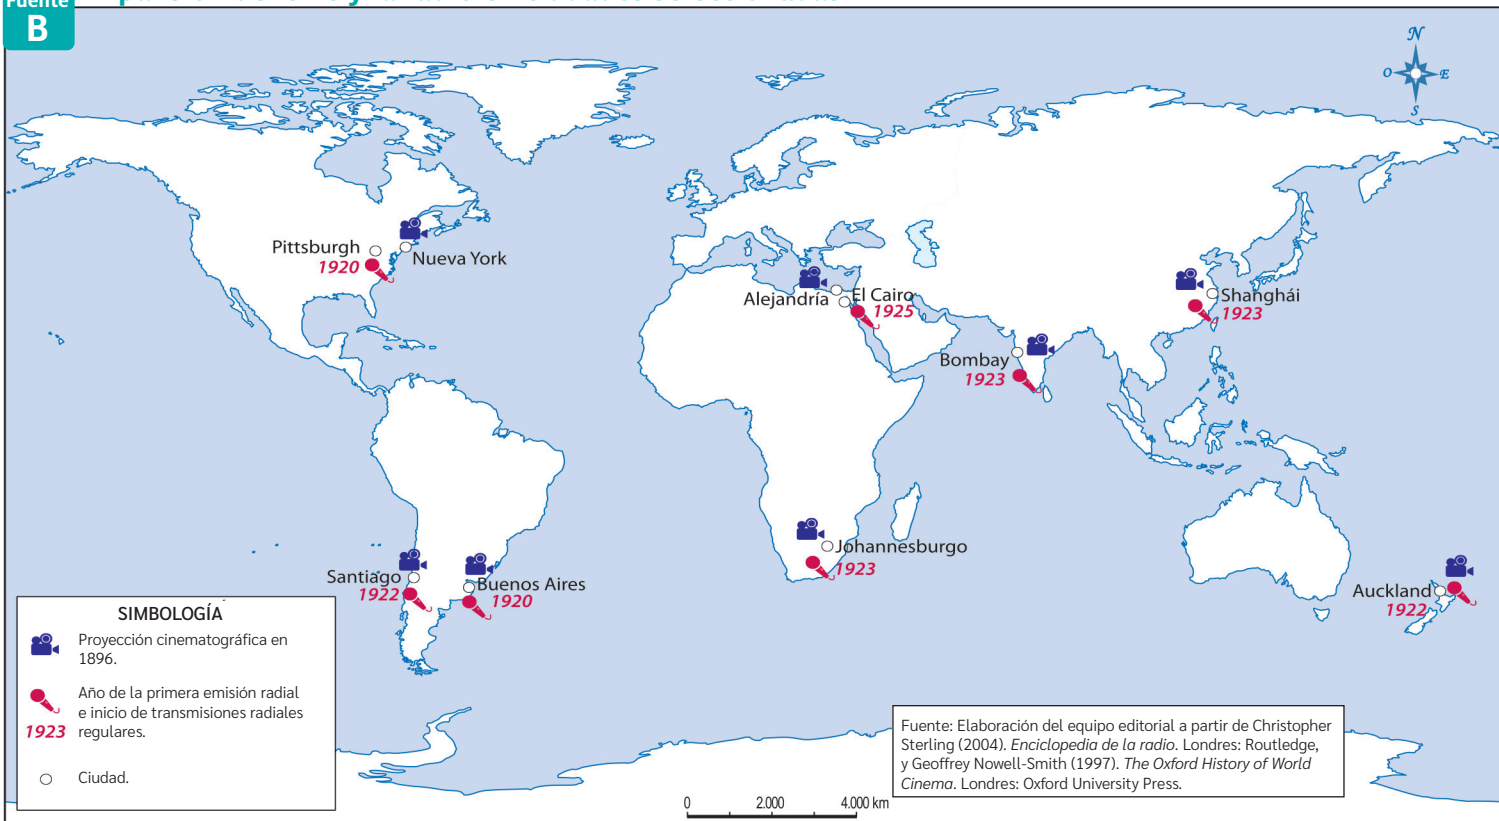 Fuente
B
N
O
E
S
Pittsburgh
1920
Nueva York
Alejandría
El Cairo
1925
Shanghái
1923
Bombay
1923
Johannesburgo
1923
Santiago
1922
Buenos Aires
1920
Auckland
1922
SIMBOLOGÍA
Proyección cinematográfica en
1896.
Año de la primera emisión radial
e inicio de transmisiones radiales
1923 regulares.
Ciudad.
Fuente: Elaboración del equipo editorial a partir de Christopher
Sterling (2004). Enciclopedia de la radio. Londres: Routledge,
y Geoffrey Nowell-Smith (1997). The Oxford History of World
Cinema. Londres: Oxford University Press.
0 2.000 4.000 km